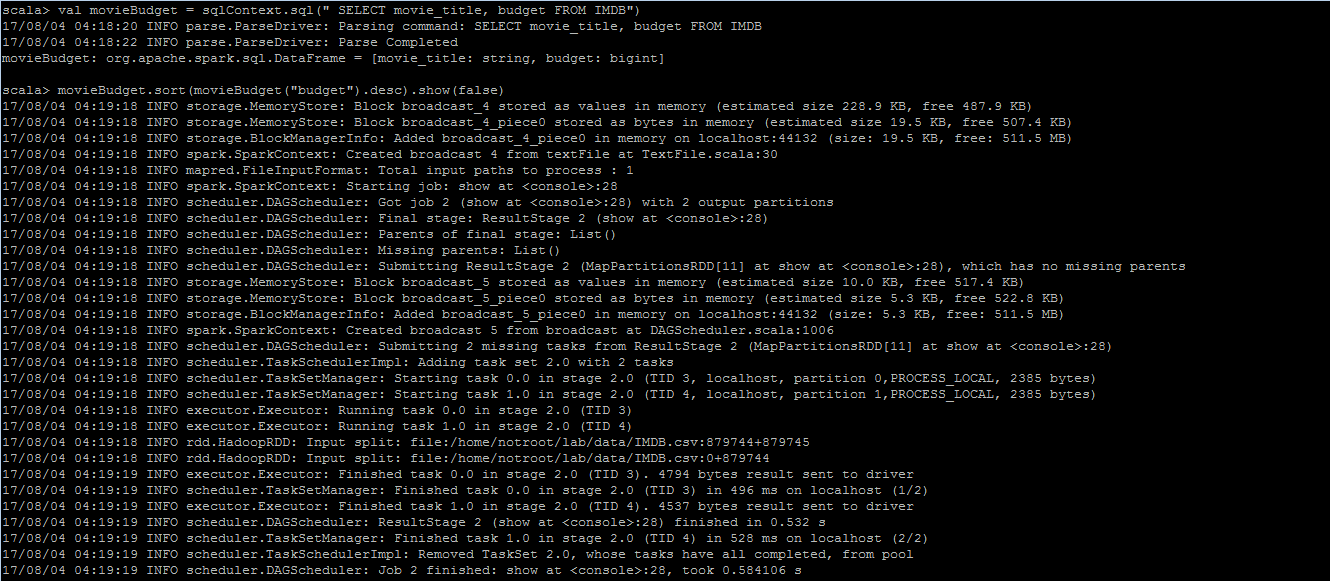 scala> val movieBudget = sqlContext.sql(" SELECT movie_title, budget FROM IMDB")
17/08/04 04:18:20 INFO parse.ParseDriver: Parsing command: SELECT movie_title, budget FROM IMDB
17/08/04 04:18:22 INFO parse.ParseDriver: Parse Completed
movieBudget: org.apache.spark.sql.DataFrame = [movie_title: string, budget: bigint]
scala> movieBudget.sort(movieBudget("budget").desc).show(false)
17/08/04 04:19:18 INFO storage.MemoryStore: Block broadcast_4 stored as values in memory (estimated size 228.9 KB, free 487.9 KB)
17/08/04 04:19:18 INFO storage.MemoryStore: Block broadcast_4_piece0 stored as bytes in memory (estimated size 19.5 KB, free 507.4 KB)
17/08/04 04:19:18 INFO storage.BlockManagerInfo: Added broadcast_4_piece0 in memory on localhost:44132 (size: 19.5 KB, free: 511.5 MB)
17/08/04 04:19:18 INFO spark.SparkContext: Created broadcast 4 from textFile at TextFile.scala:30
17/08/04 04:19:18 INFO mapred.FileInputFormat: Total input paths to process : 1
17/08/04 04:19:18 INFO spark.SparkContext: Starting job: show at <console>:28
17/08/04 04:19:18 INFO scheduler.DAGScheduler: Got job 2 (show at <console>:28) with 2 output partitions
17/08/04 04:19:18 INFO scheduler.DAGScheduler: Final stage: ResultStage 2 (show at <console>:28)
17/08/04 04:19:18 INFO scheduler.DAGScheduler: Parents of final stage: List()
17/08/04 04:19:18 INFO scheduler.DAGScheduler: Missing parents: List()
17/08/04 04:19:18 INFO scheduler.DAGScheduler: Submitting ResultStage 2 (MapPartitionsRDD[11] at show at <console>:28), which has no missing parents
17/08/04 04:19:18 INFO storage.MemoryStore: Block broadcast_5 stored as values in memory (estimated size 10.0 KB, free 517.4 KB)
17/08/04 04:19:18 INFO storage.MemoryStore: Block broadcast_5_piece0 stored as bytes in memory (estimated size 5.3 KB, free 522.8 KB)
17/08/04 04:19:18 INFO storage.BlockManagerInfo: Added broadcast_5_piece0 in memory on localhost:44132 (size: 5.3 KB, free: 511.5 MB)
17/08/04 04:19:18 INFO spark.SparkContext: Created broadcast 5 from broadcast at DAGScheduler.scala:1006
17/08/04 04:19:18 INFO scheduler.DAGScheduler: Submitting 2 missing tasks from ResultStage 2 (MapPartitionsRDD[11] at show at <console>:28)
17/08/04 04:19:18 INFO scheduler.TaskSchedulerImpl: Adding task set 2.0 with 2 tasks
17/08/04 04:19:18 INFO scheduler.TaskSetManager: Starting task 0.0 in stage 2.0 (TID 3, localhost, partition 0,PROCESS_LOCAL, 2385 bytes)
17/08/04 04:19:18 INFO scheduler.TaskSetManager: Starting task 1.0 in stage 2.0 (TID 4, localhost, partition 1,PROCESS_LOCAL, 2385 bytes)
17/08/04 04:19:18 INFO executor.Executor: Running task 0.0 in stage 2.0 (TID 3)
17/08/04 04:19:18 INFO executor.Executor: Running task 1.0 in stage 2.0 (TID 4)
17/08/04 04:19:18 INFO rdd.HadoopRDD: Input split: file:/home/notroot/lab/data/IMDB.csv:879744+879745
17/08/04 04:19:18 INFO rdd.HadoopRDD: Input split: file:/home/notroot/lab/data/IMDB.csv:0+879744
17/08/04 04:19:19 INFO executor.Executor: Finished task 0.0 in stage 2.0 (TID 3). 4794 bytes result sent to driver
17/08/04 04:19:19 INFO scheduler.TaskSetManager: Finished task 0.0 in stage 2.0 (TID 3) in 496 ms on localhost (1/2)
17/08/04 04:19:19 INFO executor.Executor: Finished task 1.0 in stage 2.0 (TID 4). 4537 bytes result sent to driver
17/08/04 04:19:19 INFO scheduler.DAGScheduler: ResultStage 2 (show at <console>:28) finished in 0.532 s
17/08/04 04:19:19 INFO scheduler.TaskSetManager: Finished task 1.0 in stage 2.0 (TID 4) in 528 ms on localhost (2/2)
17/08/04 04:19:19 INFO scheduler.TaskSchedulerImpl: Removed TaskSet 2.0, whose tasks have all completed, from pool
17/08/04 04:19:19 INFO scheduler.DAGScheduler: Job 2 finished: show at <console>:28, took 0.584106 s